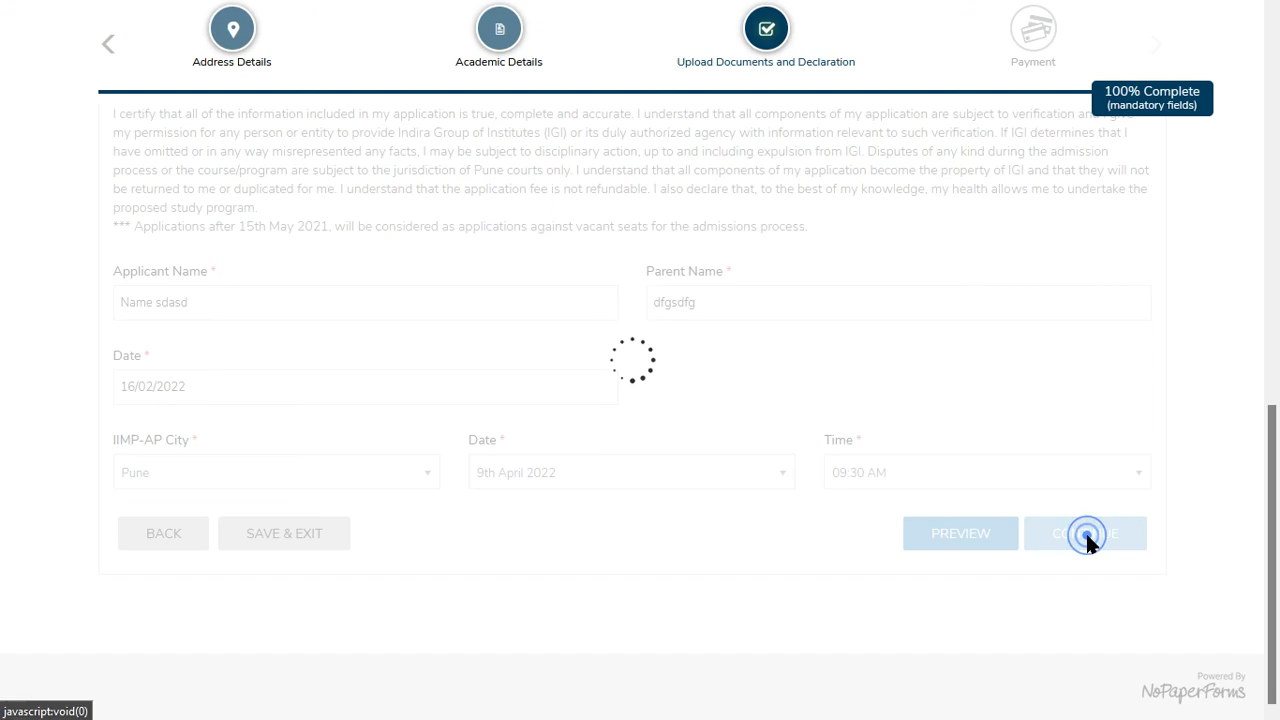 Address Details
Academic Details
Upload Documents and Declaration
Payment
100% Complete
(mandatory fields)
I certify that all of the information included in my application is true, complete and accurate. I understand that all components of my application are subject to verification and I give
my permission for any person or entity to provide Indira Group of Institutes (IGI) or its duly authorized agency with information relevant to such verification. If IGI determines that I
have omitted or in any way misrepresented any facts, I may be subject to disciplinary action, up to and including expulsion from IGI. Disputes of any kind during the admission
process or the course/program are subject to the jurisdiction of Pune courts only. I understand that all components of my application become the property of IGI and that they will not
be returned to me or duplicated for me. I understand that the application fee is not refundable. I also declare that, to the best of my knowledge, my health allows me to undertake the
proposed study program.
*** Applications after 15th May 2021, will be considered as applications against vacant seats for the admissions process.
Applicant Name *
Parent Name *
Name sdasd
dfgsdfg
Date *
16/02/2022
IIMP-AP City *
Date *
Time *
Pune
9th April 2022
09:30 AM
BACK
SAVE & EXIT
PREVIEW
Powered By
NoPaperForms
javascript:void(0)